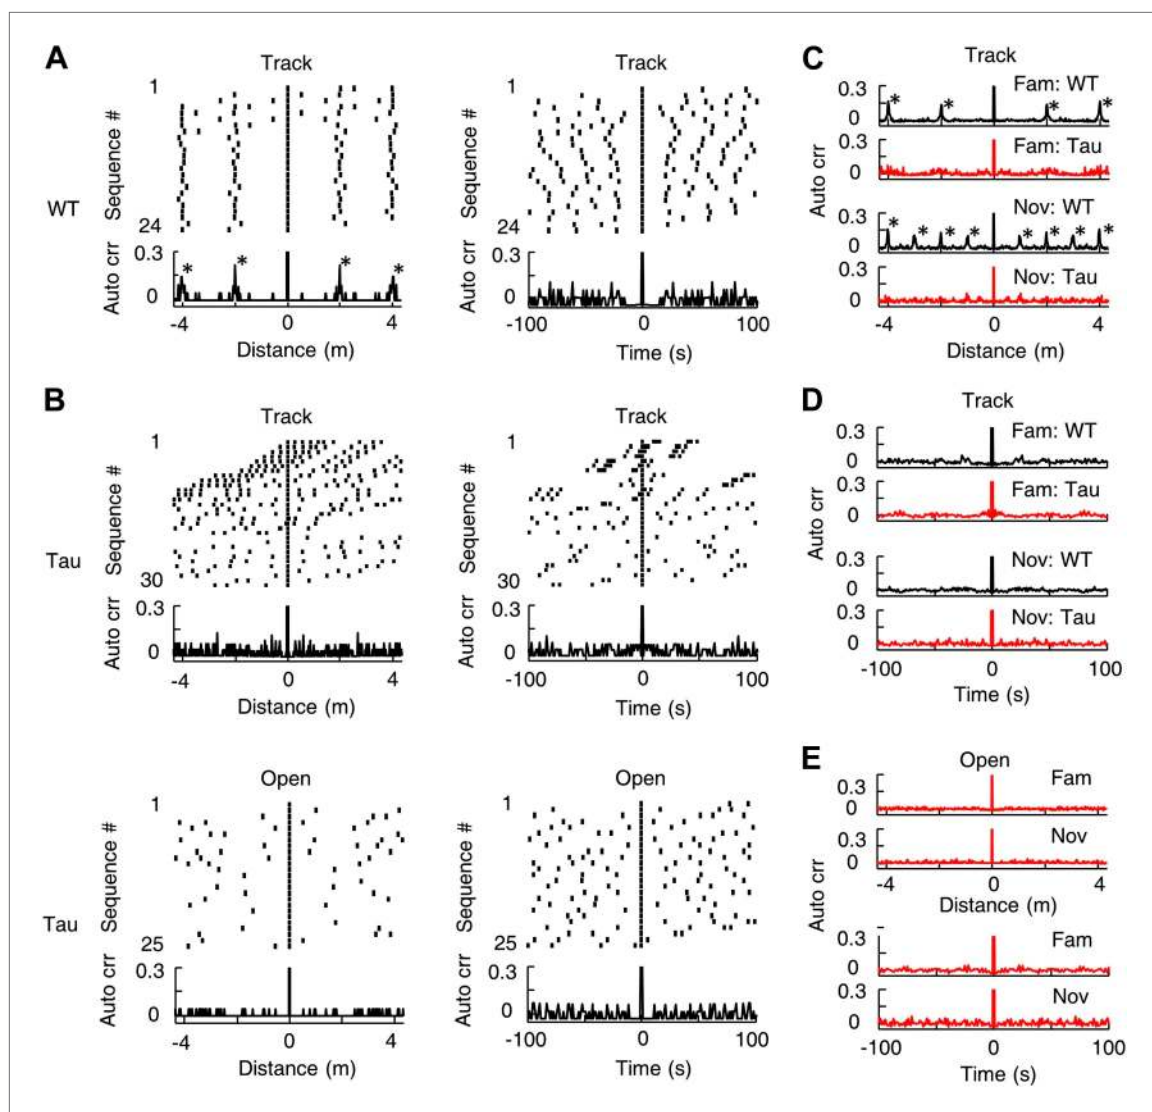 A
Track
Track
1
1
Sequence #
Sequence #
WT
24
24
0.3
0.3
Auto crr
Auto crr
* * * *
0
0
-4 0 4
-100 0 100
Distance (m)
Time (s)
B
Track
Track
1
1
Sequence #
Sequence #
Tau
30
30
0.3
0.3
Auto crr
Auto crr
0
0
-4 0 4
-100 0 100
Distance (m)
Time (s)
Open
Open
1
1
Sequence #
Sequence #
Tau
25
25
0.3
0.3
Auto crr
Auto crr
0
0
-4 0 4
-100 0 100
Distance (m)
Time (s)
C
Track
0.3 Fam: WT
* * * *
0
0.3 Fam: Tau
0
Auto crr
0.3 Nov: WT
* * * * * * * *
0
0.3 Nov: Tau
0
-4 0 4
Distance (m)
D
Track
0.3 Fam: WT
0
0.3 Fam: Tau
0
Auto crr
0.3 Nov: WT
0
0.3 Nov: Tau
0
-100 0 100
Time (s)
E
Open
0.3 Fam
0
0.3 Nov
0
-4 0 4
Distance (m)
Auto crr
0.3 Fam
0
0.3 Nov
0
-100 0 100
Time (s)